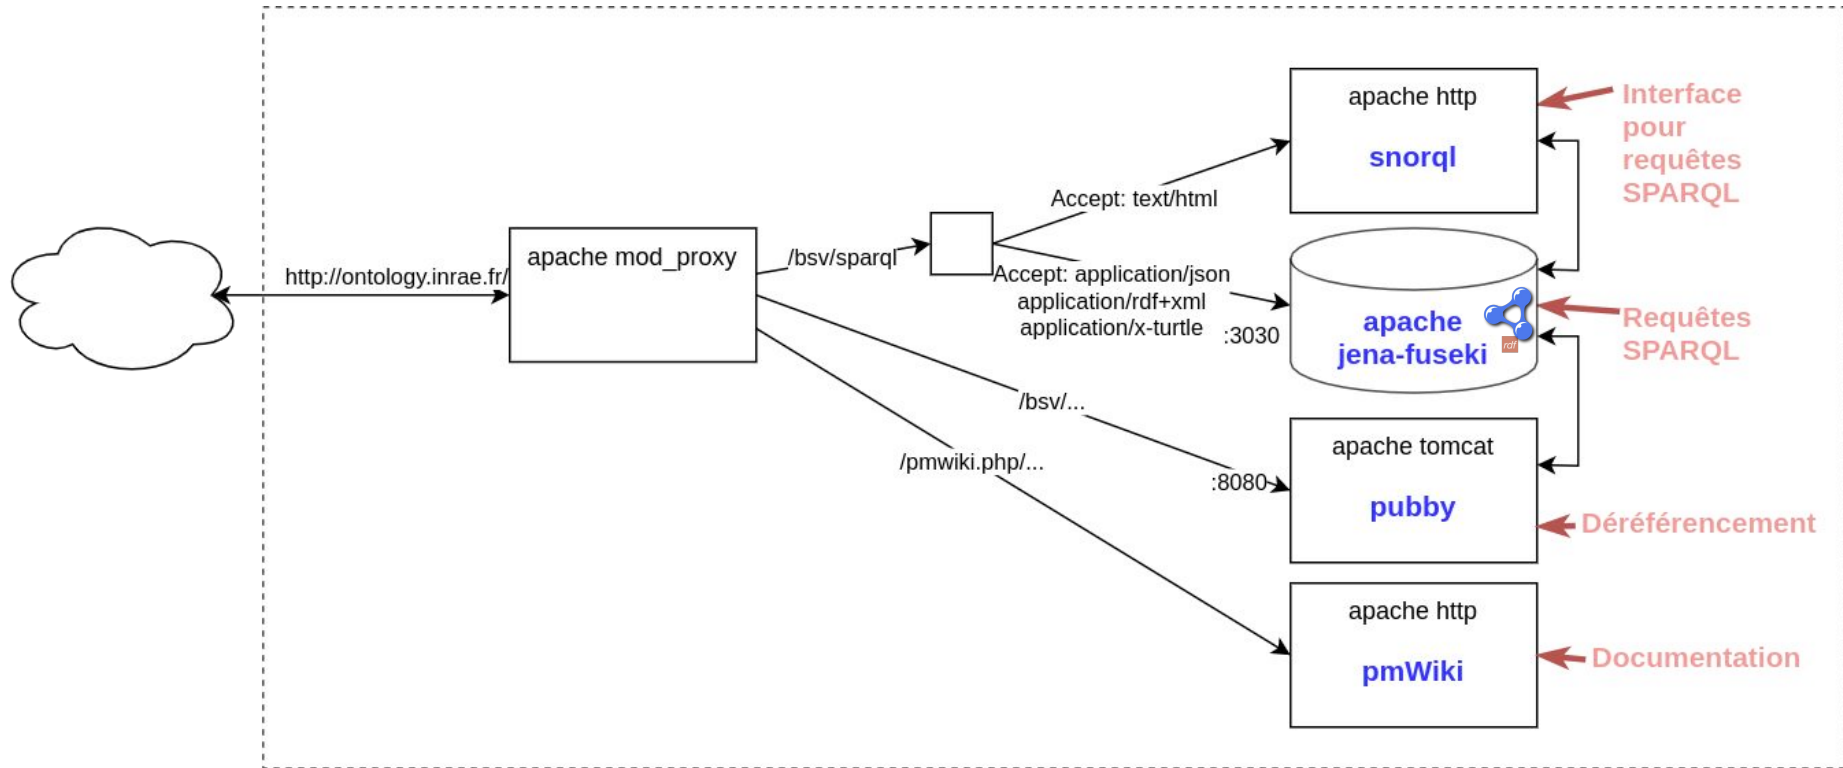 http://ontology.inrae.fr/
apache mod_proxy
/bsv/sparql
Accept: text/html
Accept: application/json
application/rdf+xml
application/x-turtle
:3030
/bsv/...
:8080
/pmwiki.php/...
apache http
snorql
Interface
pour
requêtes
SPARQL
apache
jena-fuseki
rdf
Requêtes
SPARQL
apache tomcat
pubby
Déréférencement
apache http
pmWiki
Documentation